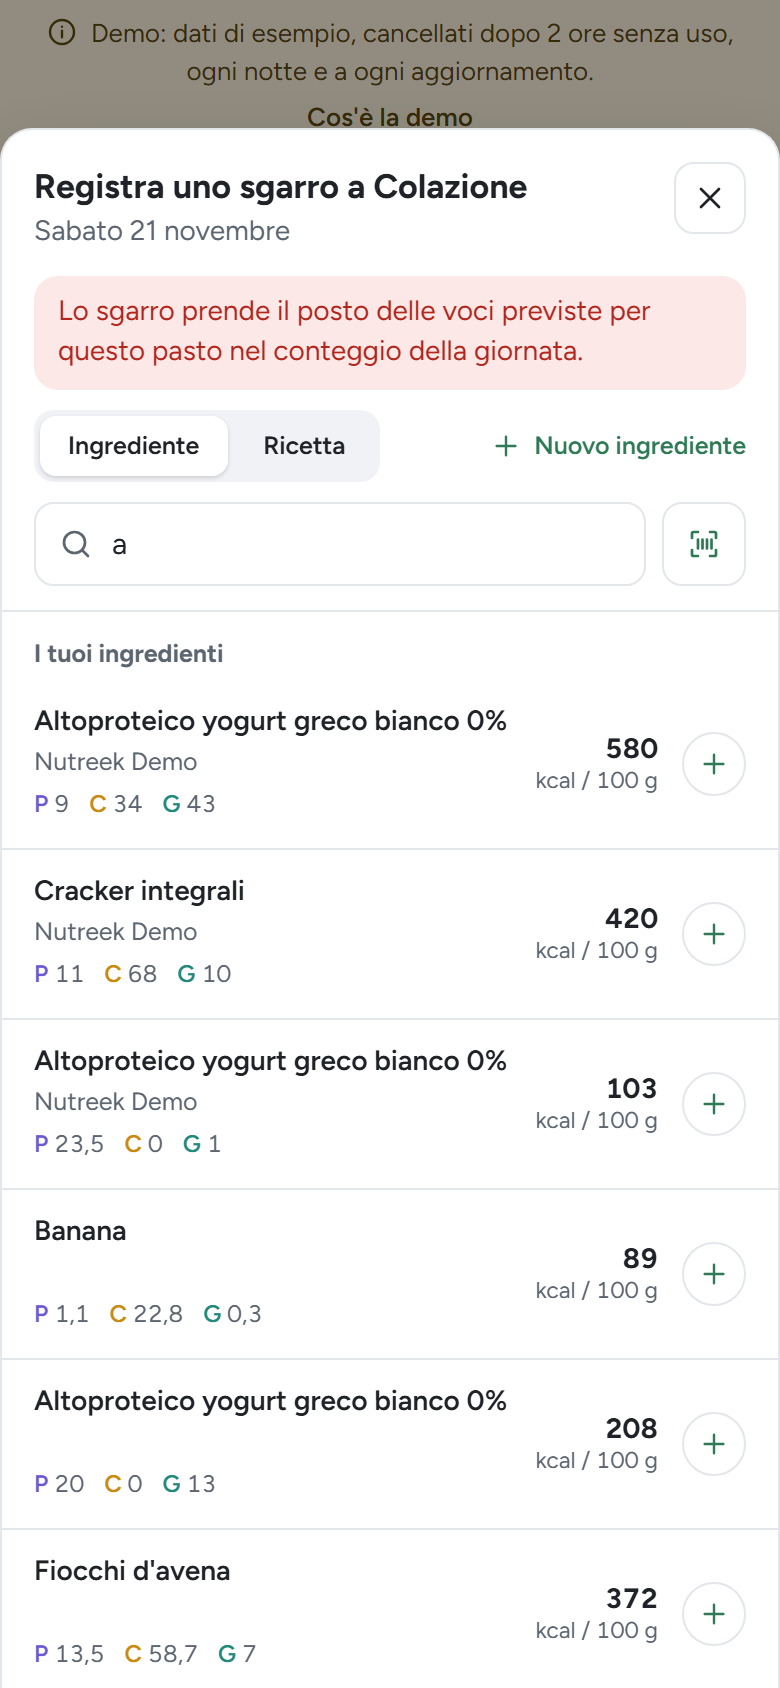 Demo: dati di esempio, cancellati dopo 2 ore senza uso,
ogni notte e a ogni aggiornamento.
Cos'è la demo
Registra uno sgarro a Colazione
Sabato 21 novembre
Lo sgarro prende il posto delle voci previste per
questo pasto nel conteggio della giornata.
Ingrediente
Ricetta
Nuovo ingrediente
a
I tuoi ingredienti
Altoproteico yogurt greco bianco 0%
Nutreek Demo
P 9 C 34 G 43
580
kcal / 100 g
Cracker integrali
Nutreek Demo
P 11 C 68 G 10
420
kcal / 100 g
Altoproteico yogurt greco bianco 0%
Nutreek Demo
P 23,5 C 0 G 1
103
kcal / 100 g
Banana
P 1,1 C 22,8 G 0,3
89
kcal / 100 g
Altoproteico yogurt greco bianco 0%
P 20 C 0 G 13
208
kcal / 100 g
Fiocchi d'avena
P 13,5 C 58,7 G 7
372
kcal / 100 g